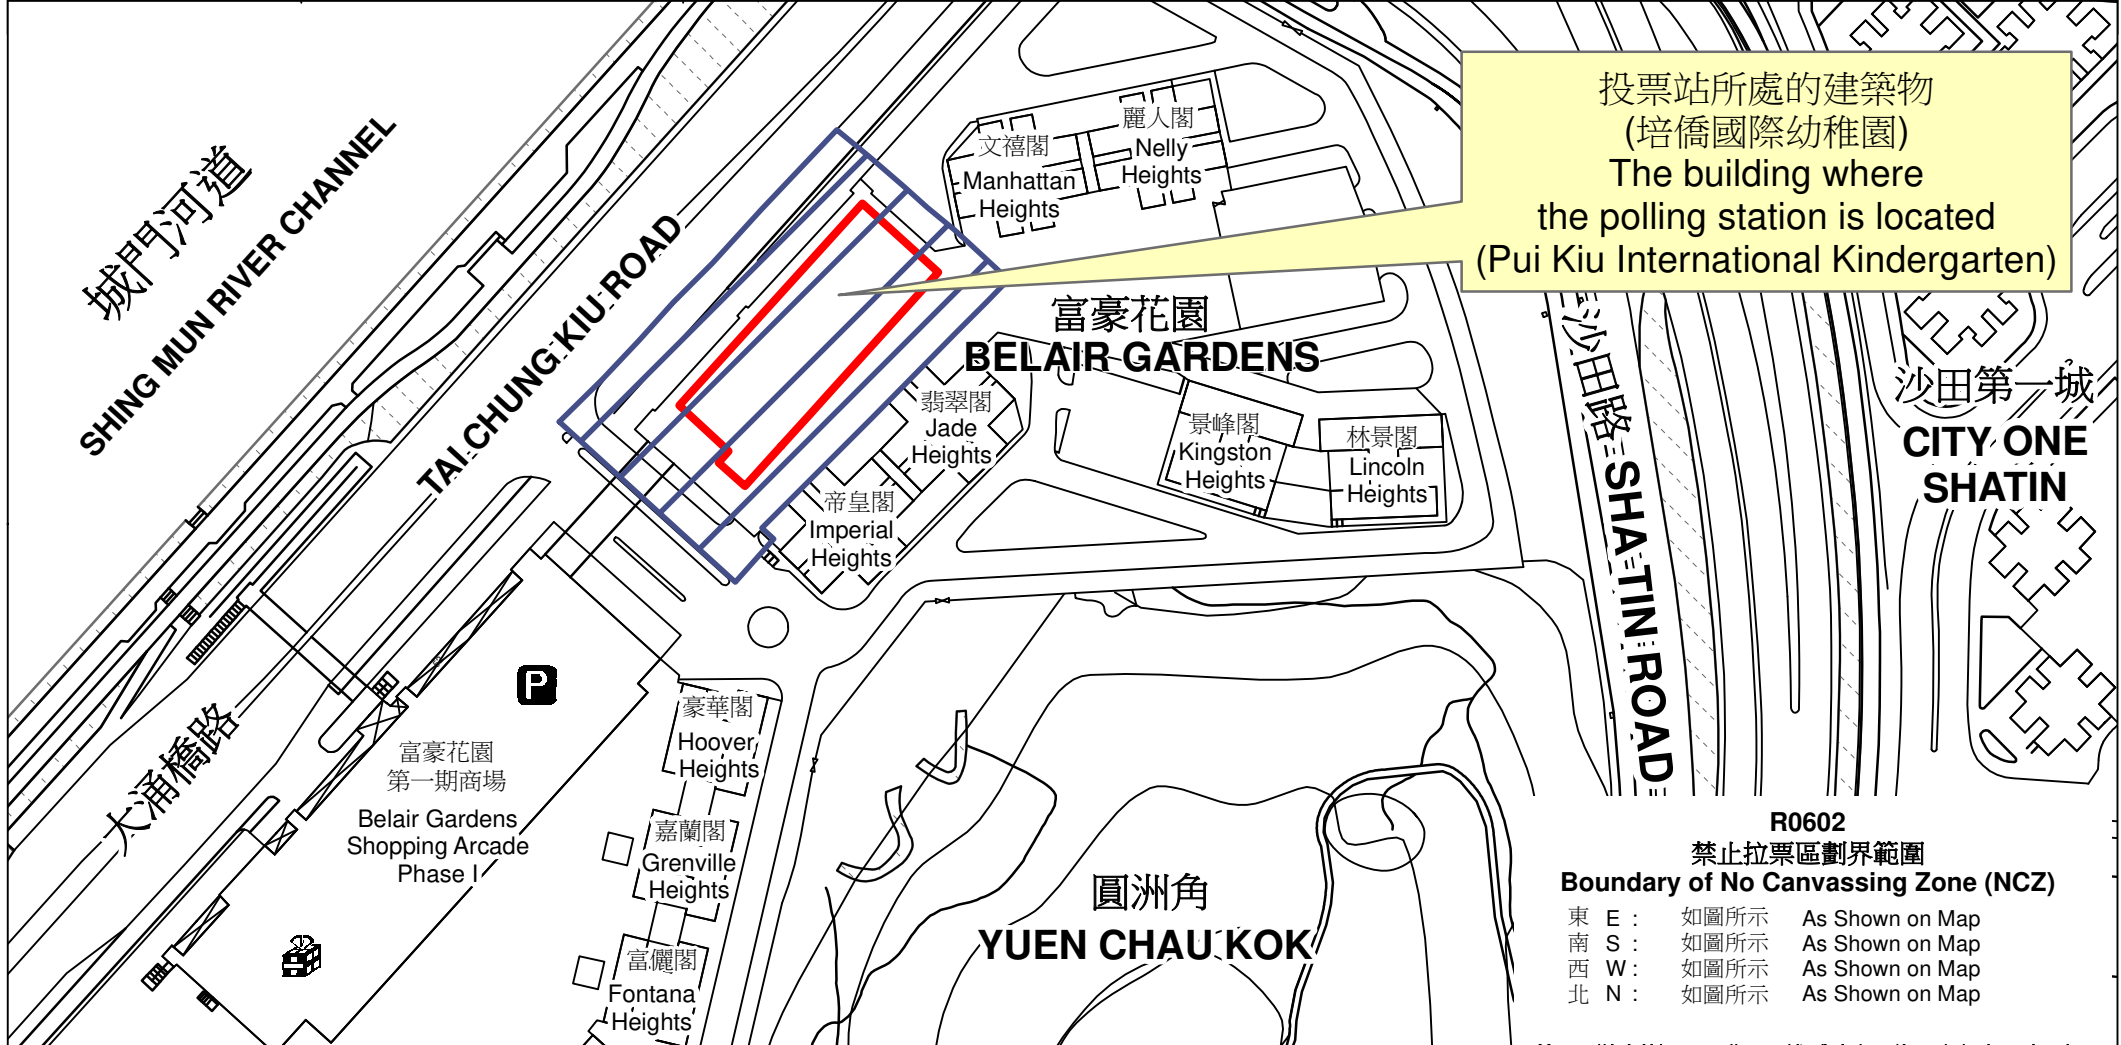 投票站所處的建築物
(培僑國際幼稚園)
The building where
the polling station is located
(Pui Kiu International Kindergarten)
城門河道
SHING MUN RIVER CHANNEL
TAI CHUNG KIU ROAD
大涌橋路
文禧閣
Manhattan
Heights
麗人閣
Nelly
Heights
富豪花園
BELAIR GARDENS
翡翠閣
Jade
Heights
帝皇閣
Imperial
Heights
景峰閣
Kingston
Heights
林景閣
Lincoln
Heights
沙田路
SHA TIN ROAD
沙田第一城
CITY ONE
SHATIN
P
富豪花園
第一期商場
Belair Gardens
Shopping Arcade
Phase I
豪華閣
Hoover
Heights
嘉蘭閣
Grenville
Heights
富儷閣
Fontana
Heights
圓洲角
YUEN CHAU KOK
R0602
禁止拉票區劃界範圍
Boundary of No Canvassing Zone (NCZ)
東 E : 如圖所示 As Shown on Map
南 S : 如圖所示 As Shown on Map
西 W : 如圖所示 As Shown on Map
北 N : 如圖所示 As Shown on Map